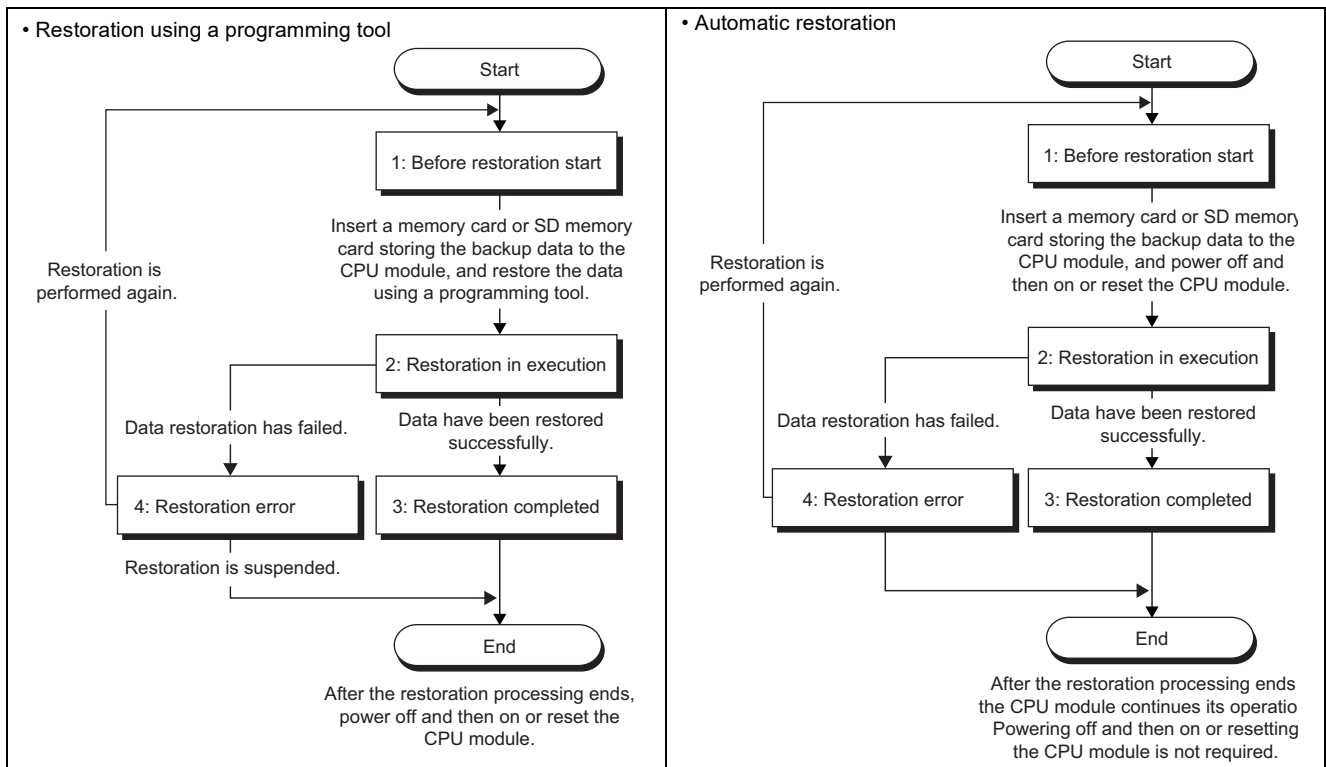 • Restoration using a programming tool
Start
1: Before restoration start
Insert a memory card or SD memory
card storing the backup data to the
CPU module, and restore the data
using a programming tool.
Restoration is
performed again.
2: Restoration in execution
Data restoration has failed.
Data have been restored
successfully.
4: Restoration error
3: Restoration completed
Restoration is suspended.
End
After the restoration processing ends,
power off and then on or reset the
CPU module.
• Automatic restoration
Start
1: Before restoration start
Insert a memory card or SD memory
card storing the backup data to the
CPU module, and power off and
then on or reset the CPU module.
Restoration is
performed again.
2: Restoration in execution
Data restoration has failed.
Data have been restored
successfully.
4: Restoration error
3: Restoration completed
End
After the restoration processing ends
the CPU module continues its operatio
Powering off and then on or resetting
the CPU module is not required.